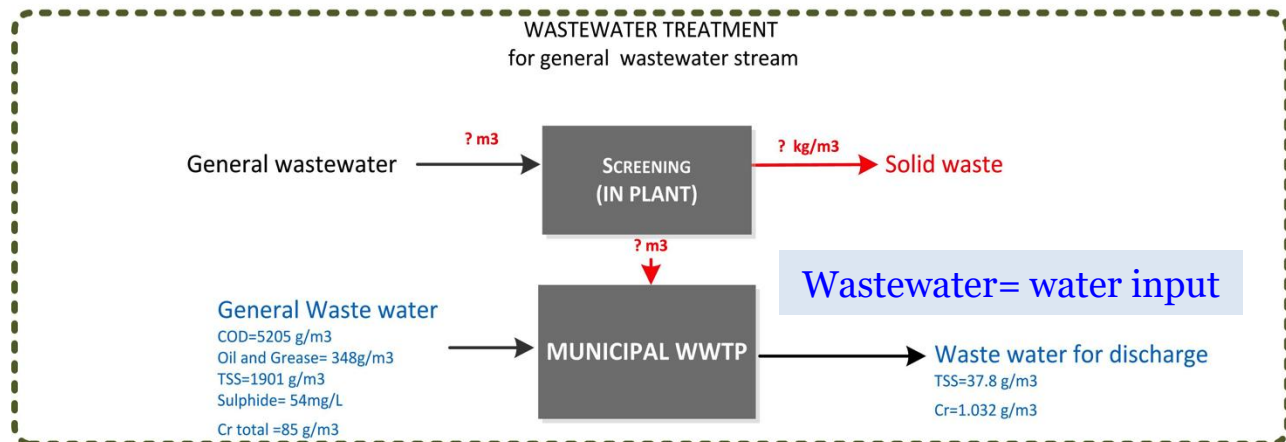 WASTEWATER TREATMENT
for general wastewater stream
? m3
? kg/m3
General wastewater
SCREENING
(IN PLANT)
Solid waste
? m3
Wastewater= water input
General Waste water
COD=5205 g/m3
Oil and Grease= 348g/m3
TSS=1901 g/m3
Sulphide= 54mg/L
Cr total =85 g/m3
MUNICIPAL WWTP
Waste water for discharge
TSS=37.8 g/m3
Cr=1.032 g/m3